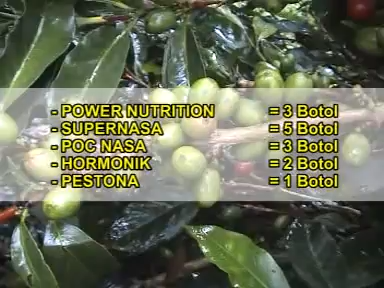 - POWER NUTRITION = 3 Botol
- SUPERNASA = 5 Botol
- POC NASA = 3 Botol
- HORMONIK = 2 Botol
- PESTONA = 1 Botol